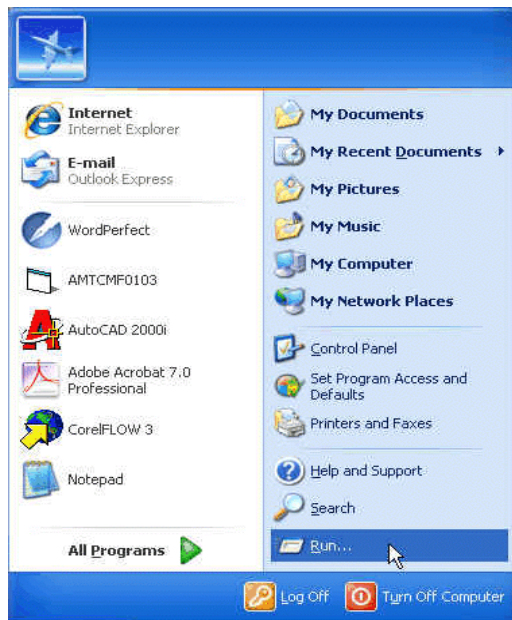 Internet
Internet Explorer
E-mail
Outlook Express
WordPerfect
AMTCMF0103
AutoCAD 2000i
Adobe Acrobat 7.0
Professional
CorelFLOW 3
Notepad
All Programs
My Documents
My Recent Documents
My Pictures
My Music
My Computer
My Network Places
Control Panel
Set Program Access and
Defaults
Printers and Faxes
Help and Support
Search
Run...
Log Off
Turn Off Computer